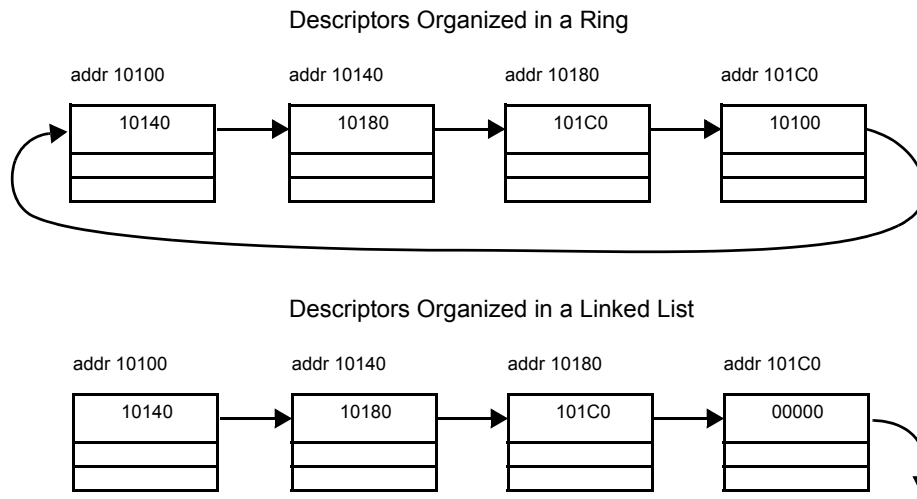 Descriptors Organized in a Ring
addr 10100 addr 10140 addr 10180 addr 101C0
10140 10180 101C0 10100
Descriptors Organized in a Linked List
addr 10100 addr 10140 addr 10180 addr 101C0
10140 10180 101C0 00000